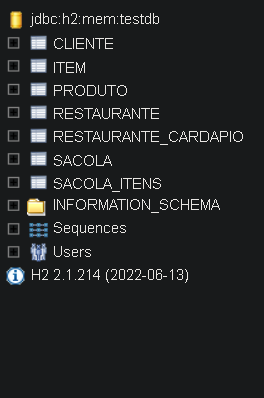 jdbc:h2:mem:testdb
CLIENTE
ITEM
PRODUTO
RESTAURANTE
RESTAURANTE_CARDAPIO
SACOLA
SACOLA_ITENS
INFORMATION_SCHEMA
Sequences
Users
H2 2.1.214 (2022-06-13)